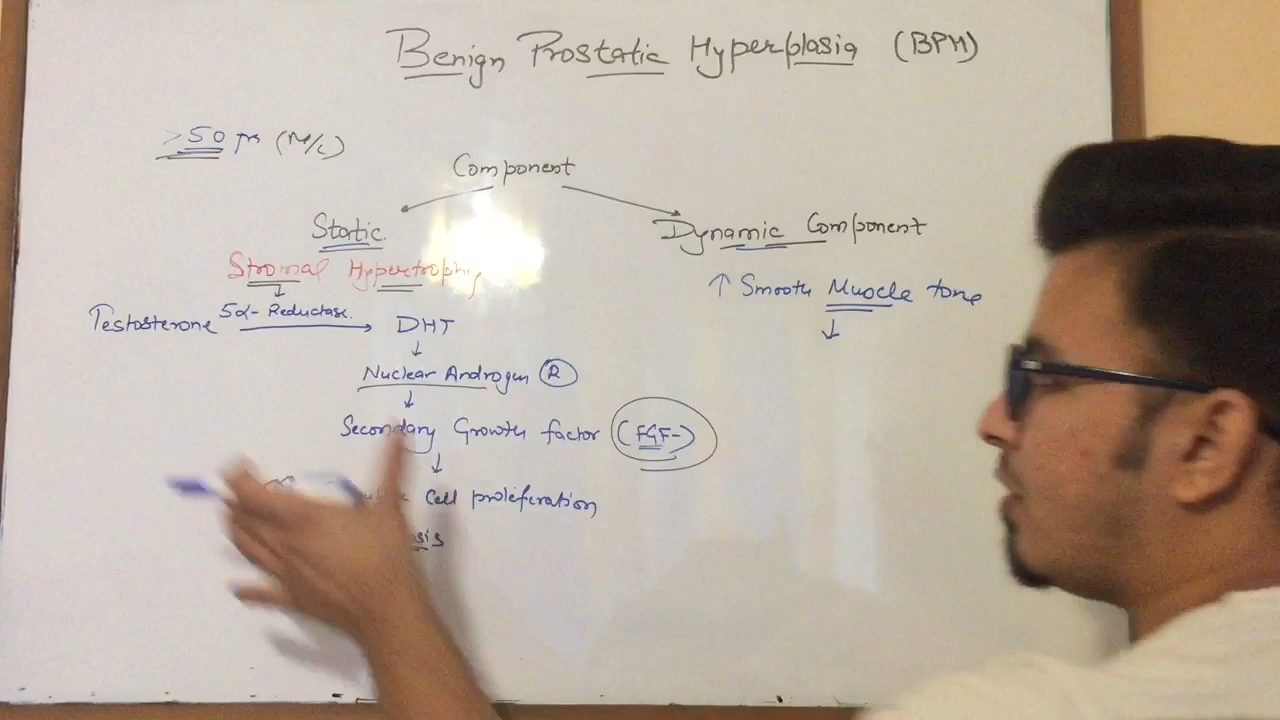 Benign Prostatic Hyperplasia (BPH)
>50 yrs (M/C)
Component
Static
Dynamic Component
Stromal Hypertrophy
↑ Smooth Muscle tone
↓
↓
Testosterone 5α-Reductase → DHT
↓
Nuclear Androgen (R)
↓
Secondary Growth factor (FGF-)
↓
Cell proliferation